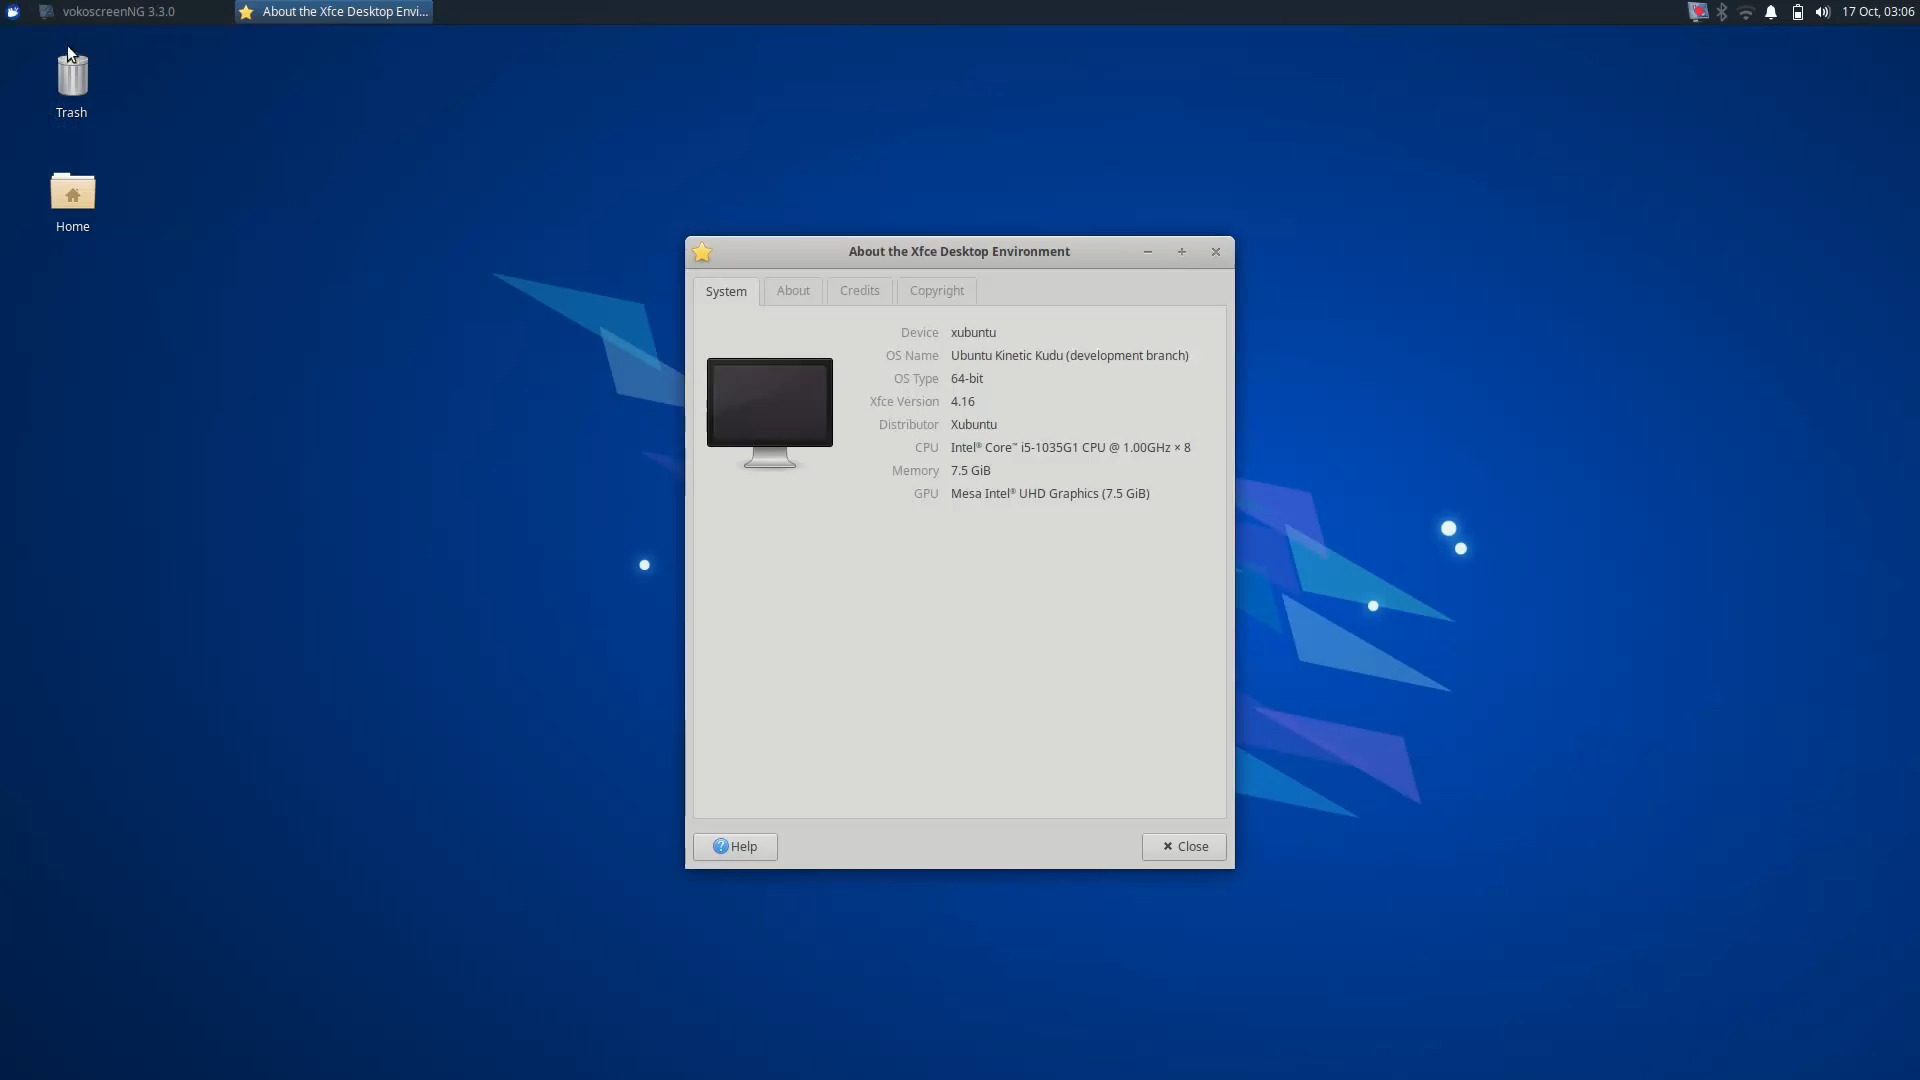 vokoscreenNG 3.3.0
About the Xfce Desktop Envi...
17 Oct, 03:06
Trash
Home
About the Xfce Desktop Environment
System About Credits Copyright
Device xubuntu
OS Name Ubuntu Kinetic Kudu (development branch)
OS Type 64-bit
Xfce Version 4.16
Distributor Xubuntu
CPU Intel® Core™ i5-1035G1 CPU @ 1.00GHz × 8
Memory 7.5 GiB
GPU Mesa Intel® UHD Graphics (7.5 GiB)
Help
Close